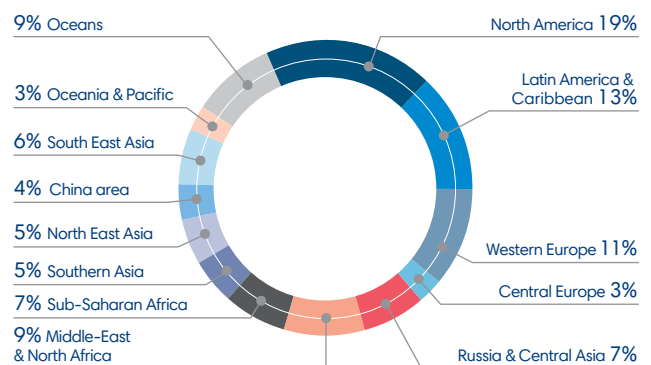 9% Oceans
3% Oceania & Pacific
6% South East Asia
4% China area
5% North East Asia
5% Southern Asia
7% Sub-Saharan Africa
9% Middle-East
& North Africa
North America 19%
Latin America &
Caribbean 13%
Western Europe 11%
Central Europe 3%
Russia & Central Asia 7%